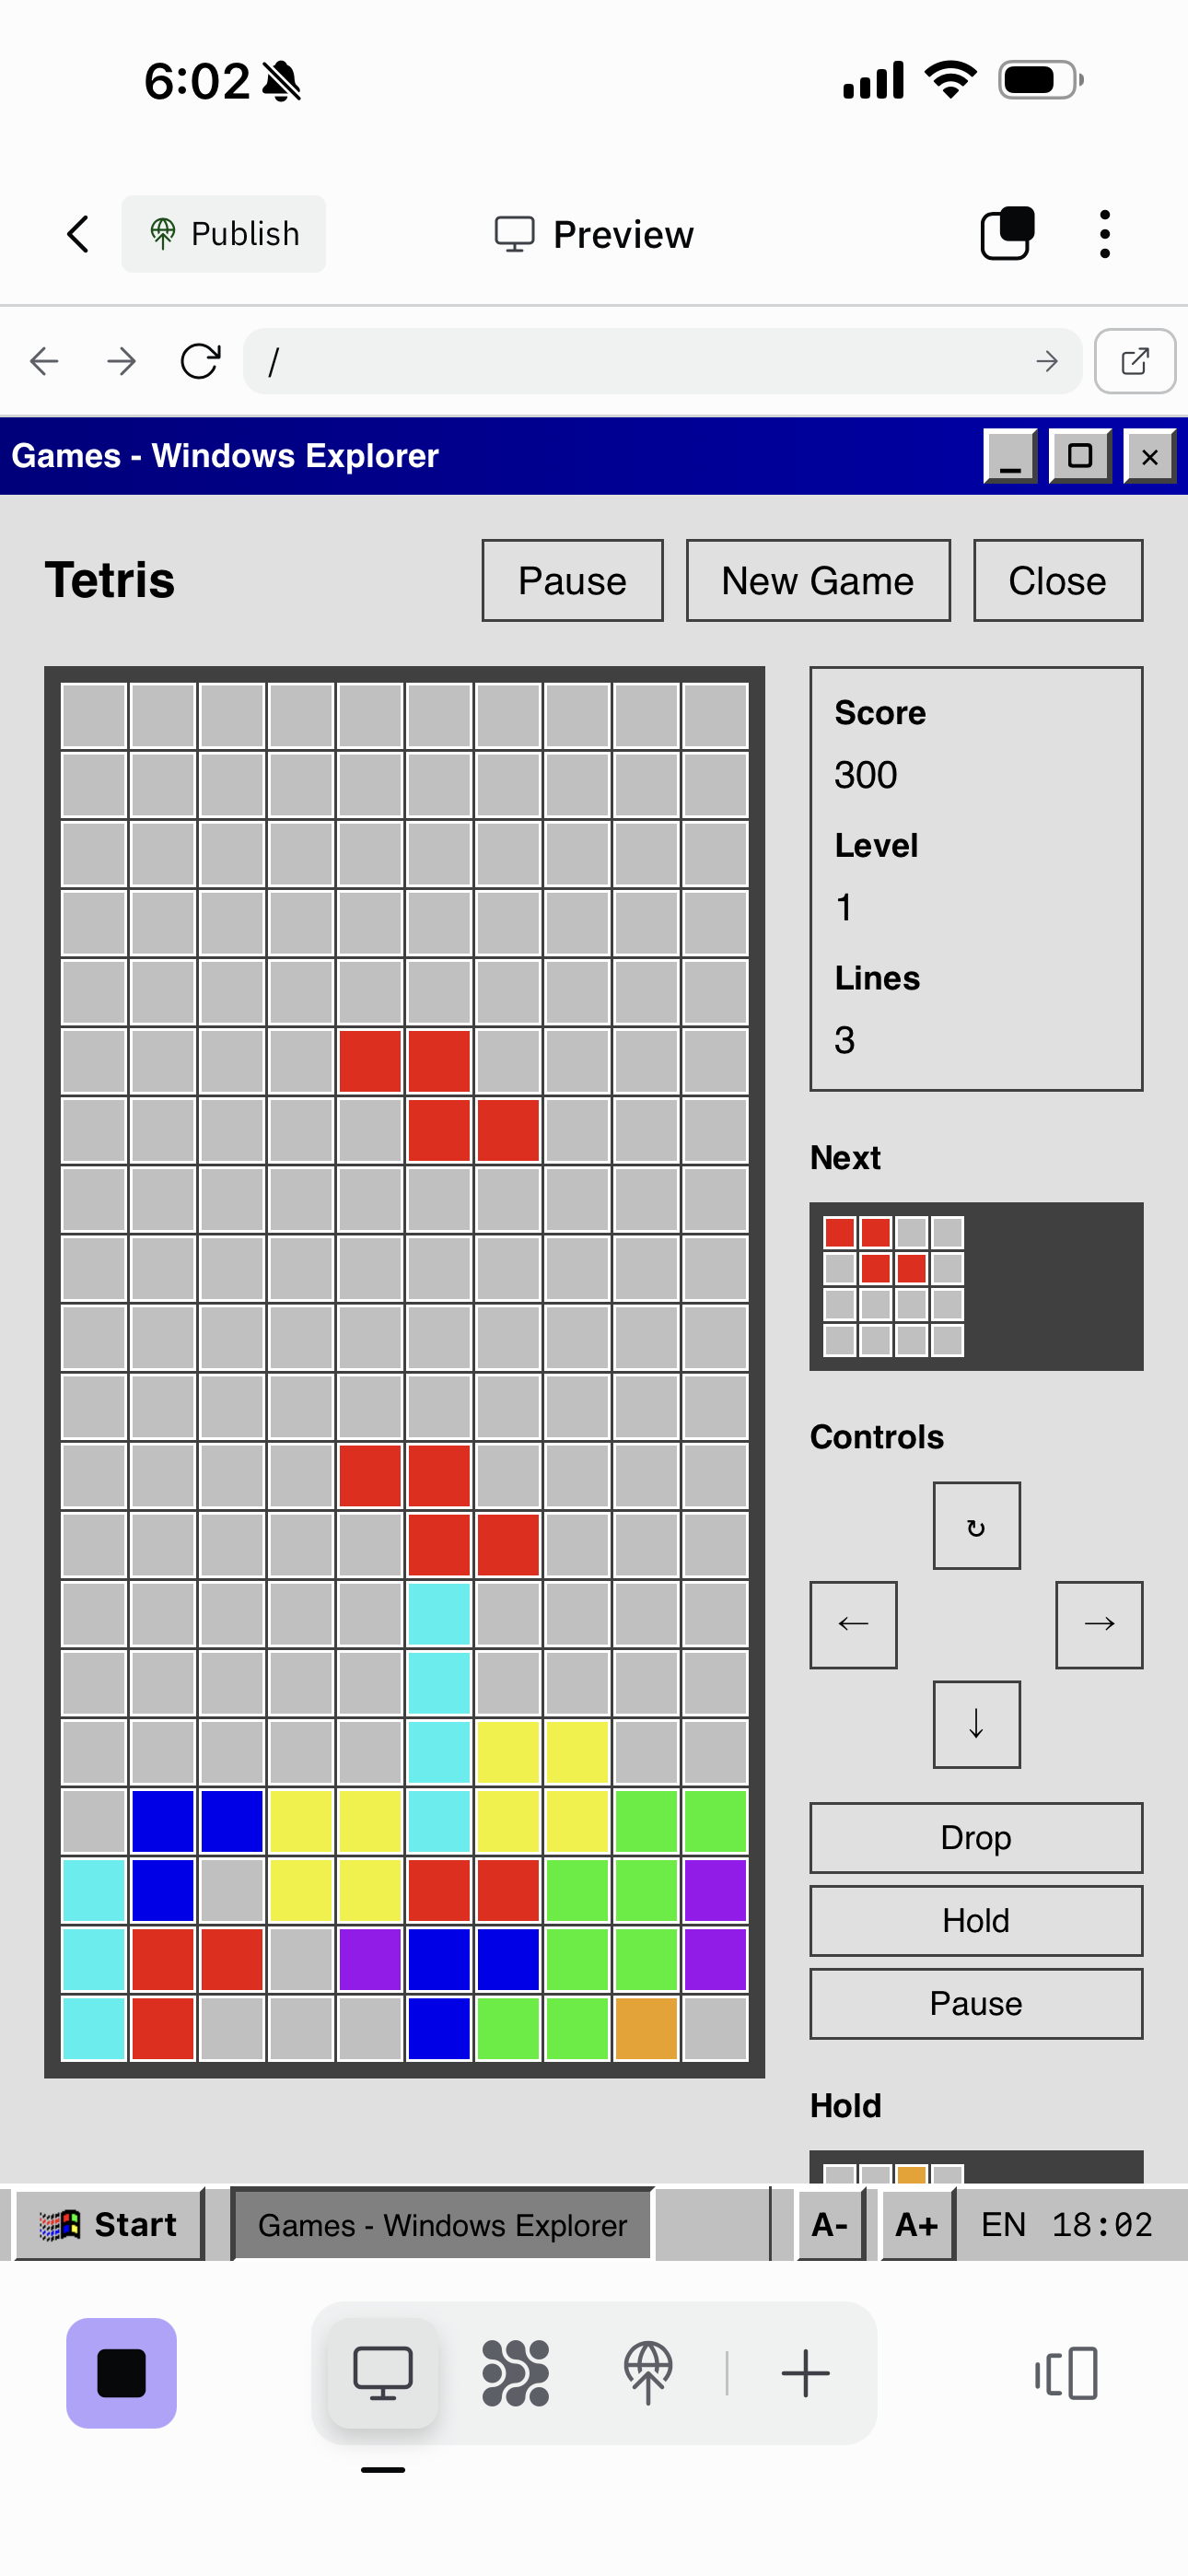 6:02
Publish
Preview
/
Games - Windows Explorer
Tetris
Pause
New Game
Close
Score
300
Level
1
Lines
3
Next
Controls
↻
← →
↓
Drop
Hold
Pause
Hold
Start
Games - Windows Explorer
A-
A+
EN
18:02